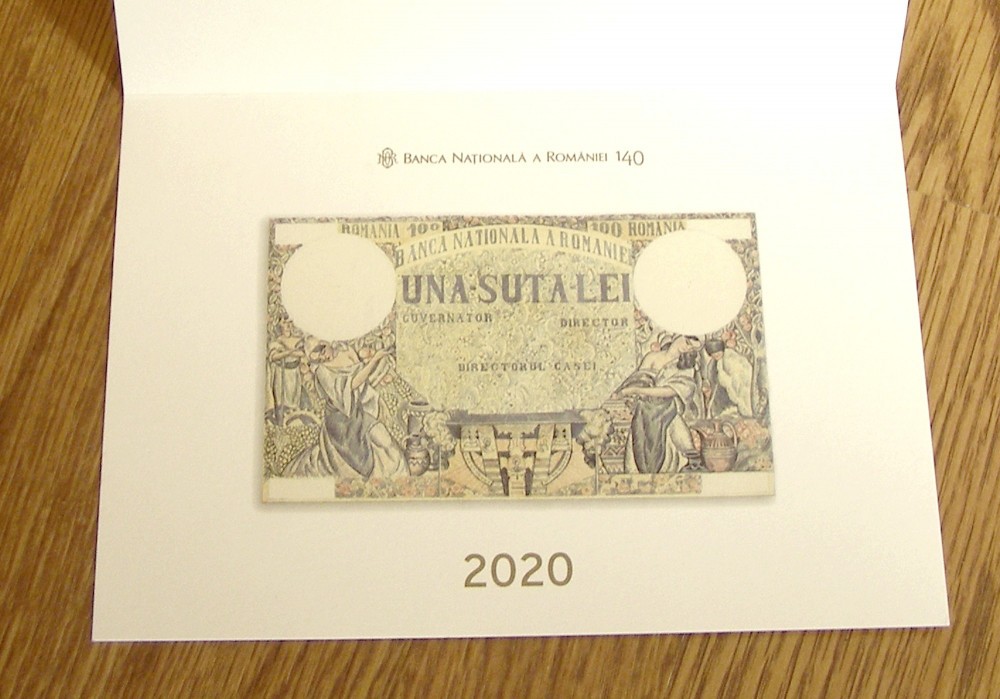 BANCA NAȚIONALĂ A ROMÂNIEI 140
ROMANIA 100 100 ROMANIA
BANCA NATIONALA A ROMANIEI
UNA·SUTA·LEI
GUVERNATOR DIRECTOR
DIRECTORUL CASEI
2020